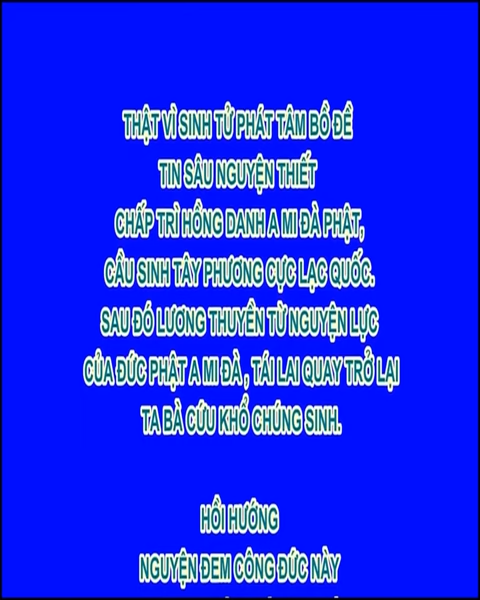 THẬT VÌ SINH TỬ PHÁT TÂM BỒ ĐỀ
TIN SÂU NGUYỆN THIẾT
CHẤP TRÌ HỒNG DANH A MI ĐÀ PHẬT,
CẦU SINH TÂY PHƯƠNG CỰC LẠC QUỐC.
SAU ĐÓ LƯƠNG THUYỀN TỪ NGUYỆN LỰC
CỦA ĐỨC PHẬT A MI ĐÀ , TÁI LAI QUAY TRỞ LẠI
TA BÀ CỨU KHỔ CHÚNG SINH.
HỒI HƯỚNG
NGUYỆN ĐEM CÔNG ĐỨC NÀY